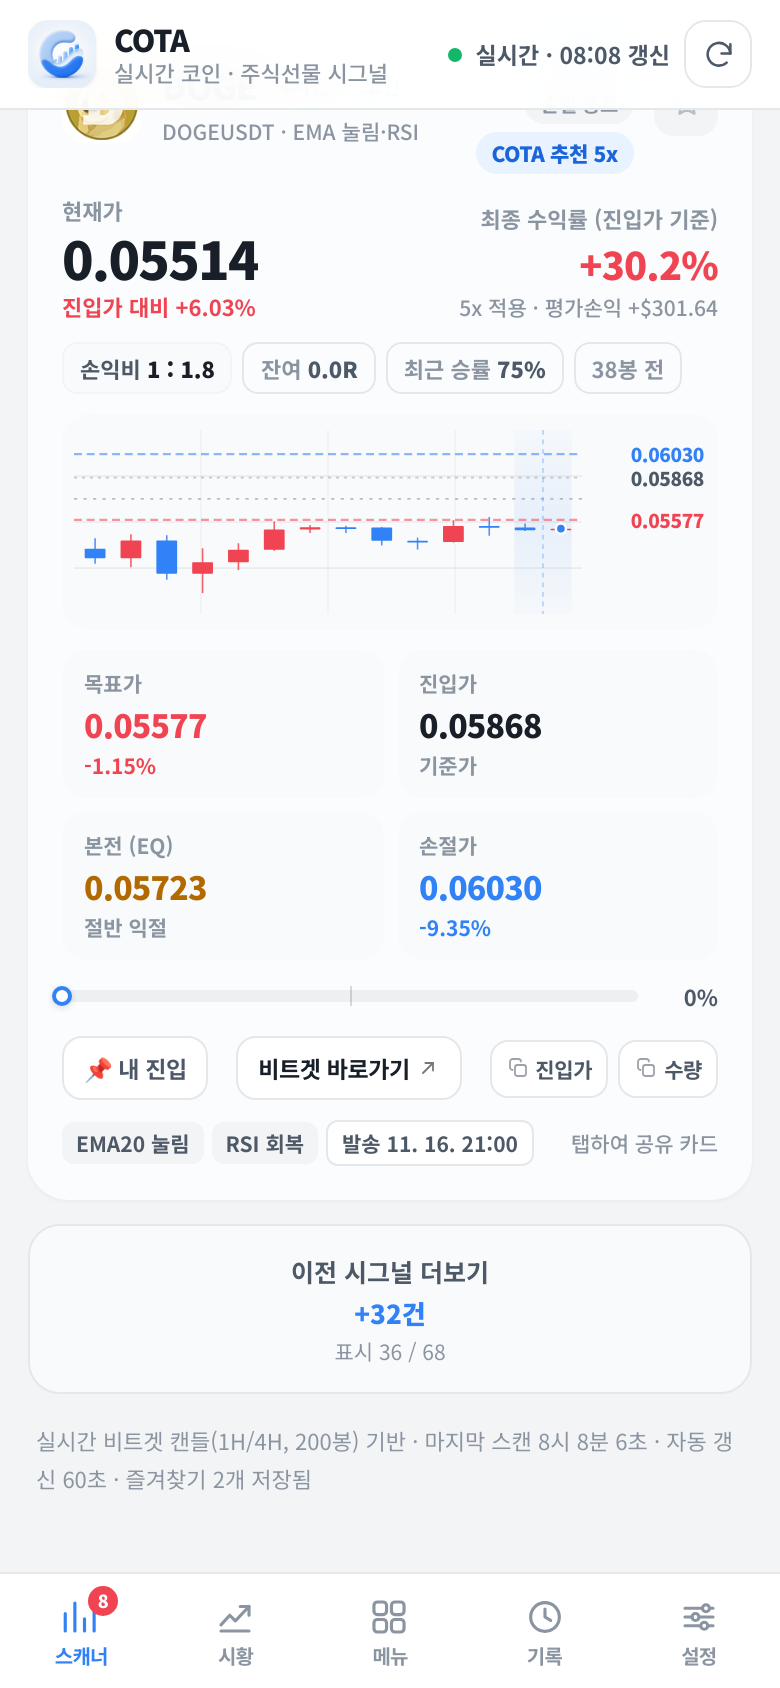 COTA
실시간 코인 · 주식선물 시그널
실시간 · 08:08 갱신
DOGEUSDT · EMA 눌림·RSI
COTA 추천 5x
현재가
0.05514
진입가 대비 +6.03%
최종 수익률 (진입가 기준)
+30.2%
5x 적용 · 평가손익 +$301.64
손익비 1 : 1.8
잔여 0.0R
최근 승률 75%
38봉 전
0.06030
0.05868
0.05577
목표가
0.05577
-1.15%
진입가
0.05868
기준가
본전 (EQ)
0.05723
절반 익절
손절가
0.06030
-9.35%
0%
📌 내 진입
비트겟 바로가기 ↗
진입가
수량
EMA20 눌림
RSI 회복
발송 11. 16. 21:00
탭하여 공유 카드
이전 시그널 더보기
+32건
표시 36 / 68
실시간 비트겟 캔들(1H/4H, 200봉) 기반 · 마지막 스캔 8시 8분 6초 · 자동 갱
신 60초 · 즐겨찾기 2개 저장됨
8
스캐너
시황
메뉴
기록
설정